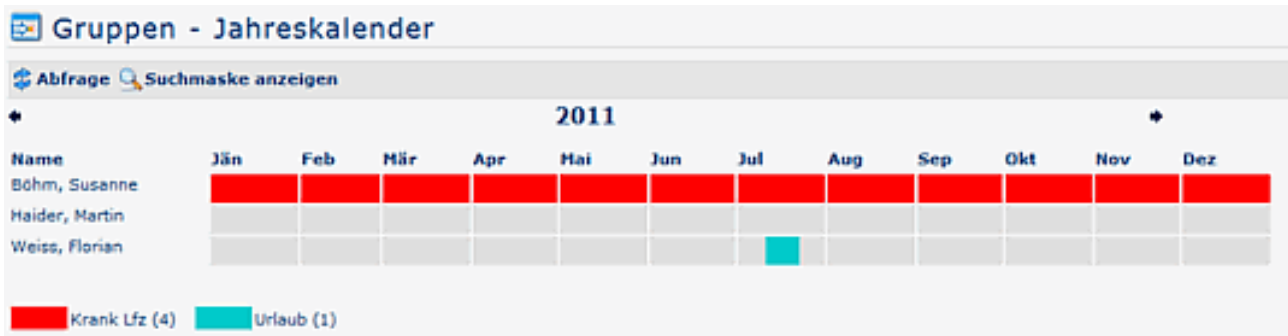 Gruppen - Jahreskalender
Abfrage Suchmaske anzeigen
2011
Name Jän Feb Mär Apr Mai Jun Jul Aug Sep Okt Nov Dez
Böhm, Susanne
Haider, Martin
Weiss, Florian
Krank Lfz (4) Urlaub (1)